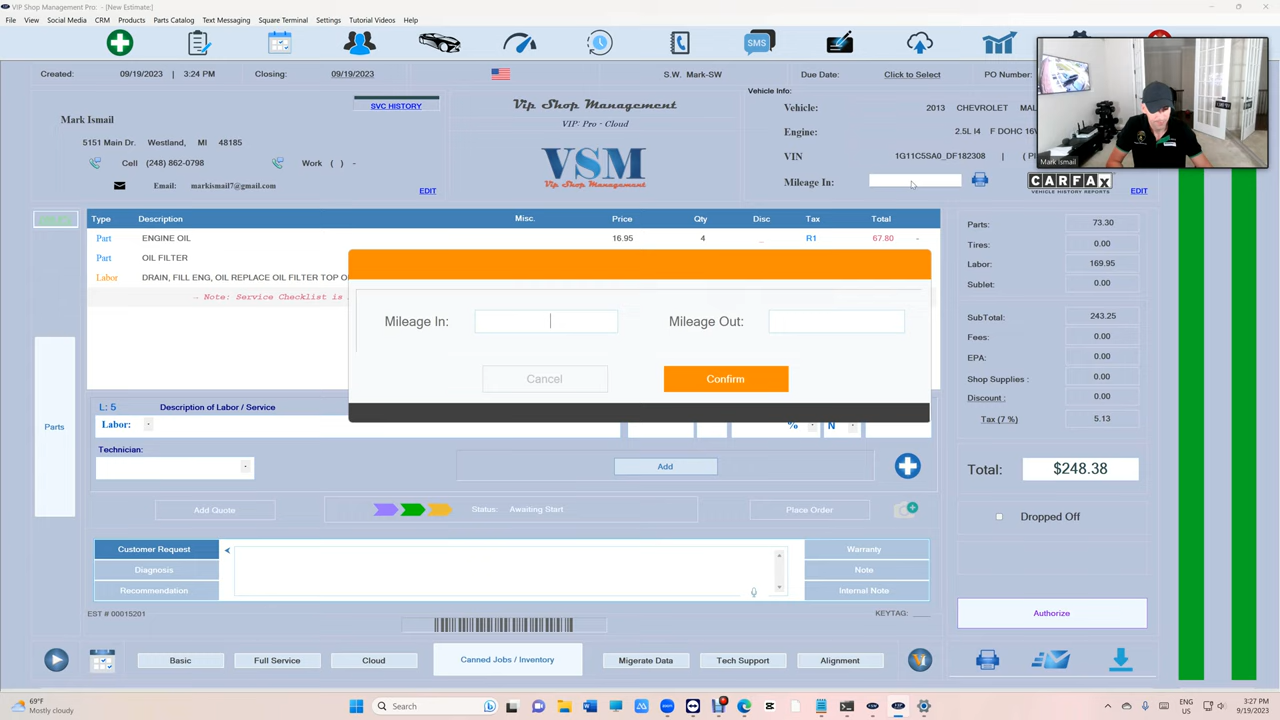 VIP Shop Management Pro: - [New Estimate:]
File View Social Media CRM Products Parts Catalog Text Messaging Square Terminal Settings Tutorial Videos Help
SMS
Created: 09/19/2023 | 3:24 PM Closing: 09/19/2023 S.W. Mark-SW Due Date: Click to Select PO Number:
SVC HISTORY
Mark Ismail
5151 Main Dr. Westland, MI 48185
Cell (248) 862-0798 Work ( ) -
Email: markismail7@gmail.com
EDIT
Vip Shop Management
VIP: Pro - Cloud
VSM
Vip Shop Management
Vehicle Info:
Vehicle: 2013 CHEVROLET MAL
Engine: 2.5L I4 F DOHC 16V
VIN 1G11C5SA0_DF182308 | ( Pl
Mileage In:
CARFAX
VEHICLE HISTORY REPORTS
EDIT
Mark Ismail
Type Description Misc. Price Qty Disc Tax Total
Part ENGINE OIL 16.95 4 _ R1 67.80 -
Part OIL FILTER
Labor DRAIN, FILL ENG, OIL REPLACE OIL FILTER TOP O
→ Note: Service Checklist is
Mileage In: Mileage Out:
Cancel Confirm
Parts
L: 5 Description of Labor / Service
Labor: % N
Technician:
Add
Add Quote Status: Awaiting Start Place Order
Customer Request
Diagnosis
Recommendation
Warranty
Note
Internal Note
EST # 00015201 KEYTAG: ____
Parts: 73.30
Tires: 0.00
Labor: 169.95
Sublet: 0.00
SubTotal: 243.25
Fees: 0.00
EPA: 0.00
Shop Supplies : 0.00
Discount : 0.00
Tax (7 %) 5.13
Total: $248.38
Dropped Off
Authorize
Basic Full Service Cloud Canned Jobs / Inventory Migerate Data Tech Support Alignment
69°F
Mostly cloudy
Search
ENG
US
3:27 PM
9/19/2023